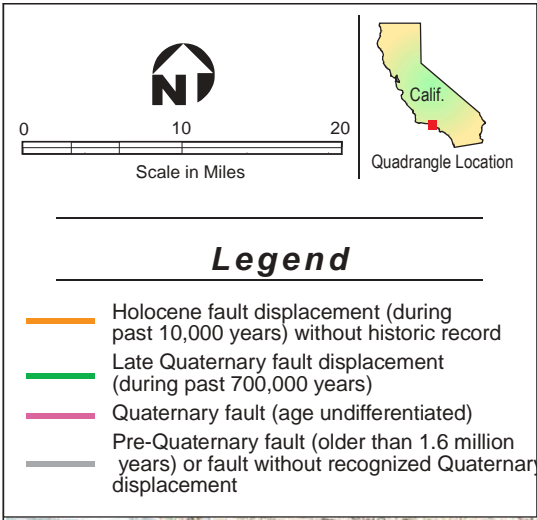 N
Calif.
0 10 20
Scale in Miles
Quadrangle Location
Legend
Holocene fault displacement (during
past 10,000 years) without historic record
Late Quaternary fault displacement
(during past 700,000 years)
Quaternary fault (age undifferentiated)
Pre-Quaternary fault (older than 1.6 million
years) or fault without recognized Quaternary
displacement